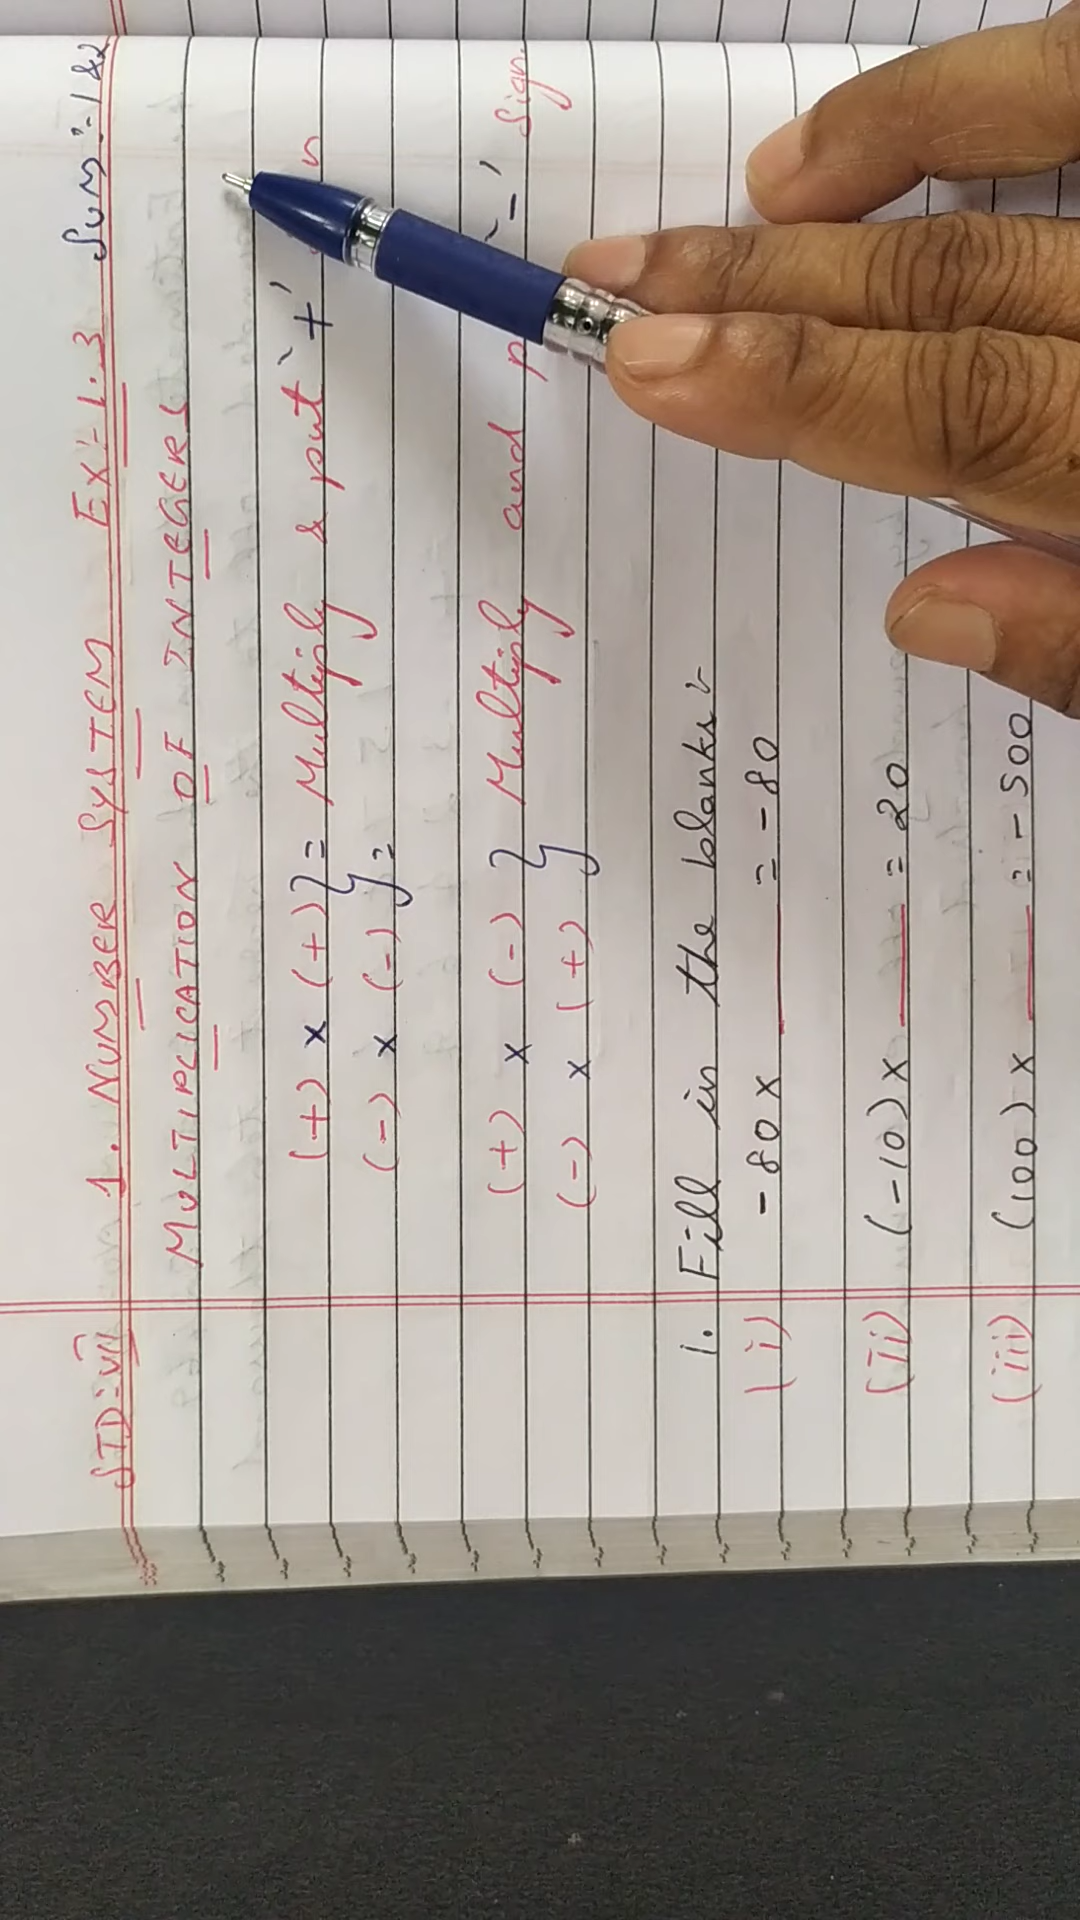 STD:- VII 1. NUMBER SYSTEM EX:- 1.3 SUM:- 1 & 2
MULTIPLICATION OF INTEGERS
(+) × (+) } = Multiply & put '+'
(-) × (-) } =
(+) × (-) } Multiply and '-' Sign
(-) × (+) }
1. Fill in the blanks :-
(i) -80 × ____ = -80
(ii) (-10) × ____ = 20
(iii) (100) × ____ = -500